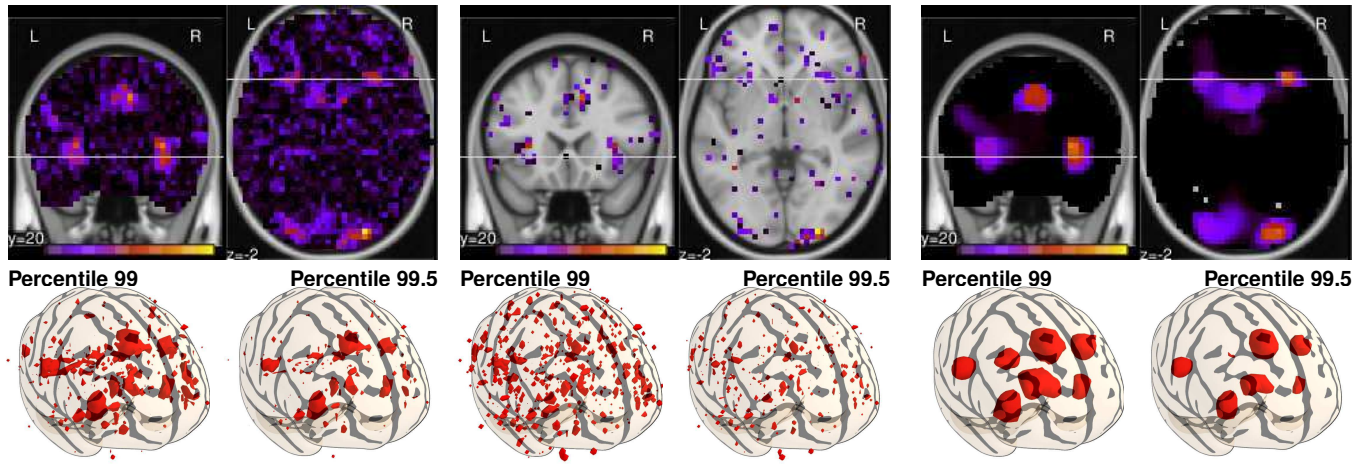 L R L R L R
y=20 z=-2 y=20 z=-2 y=20 z=-2
Percentile 99 Percentile 99.5 Percentile 99 Percentile 99.5 Percentile 99 Percentile 99.5